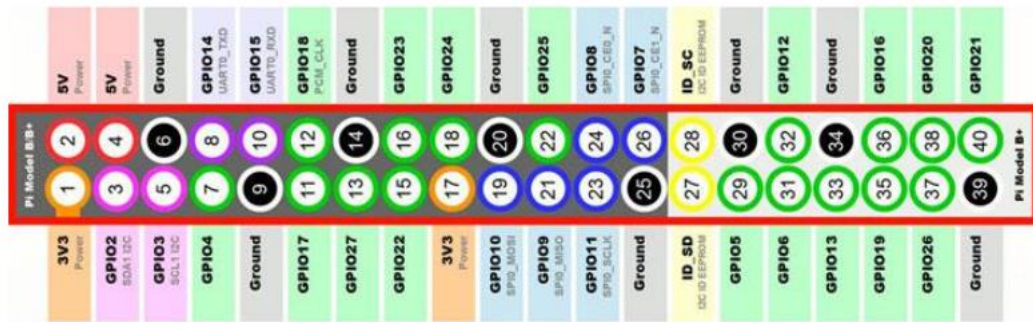 5V
Power
5V
Power
Ground
GPIO14
UART0_TXD
GPIO15
UART0_RXD
GPIO18
PCM_CLK
Ground
GPIO23
GPIO24
Ground
GPIO25
GPIO8
SPI0_CE0_N
GPIO7
SPI0_CE1_N
ID_SC
I2C ID EEPROM
Ground
GPIO12
Ground
GPIO16
GPIO20
GPIO21
Pi Model B/B+
2 4 6 8 10 12 14 16 18 20 22 24 26 28 30 32 34 36 38 40
1 3 5 7 9 11 13 15 17 19 21 23 25 27 29 31 33 35 37 39
Pi Model B+
3V3
Power
GPIO2
SDA1 I2C
GPIO3
SCL1 I2C
GPIO4
Ground
GPIO17
GPIO27
GPIO22
3V3
Power
GPIO10
SPI0_MOSI
GPIO9
SPI0_MISO
GPIO11
SPI0_SCLK
Ground
ID_SD
I2C ID EEPROM
GPIO5
GPIO6
GPIO13
GPIO19
GPIO26
Ground